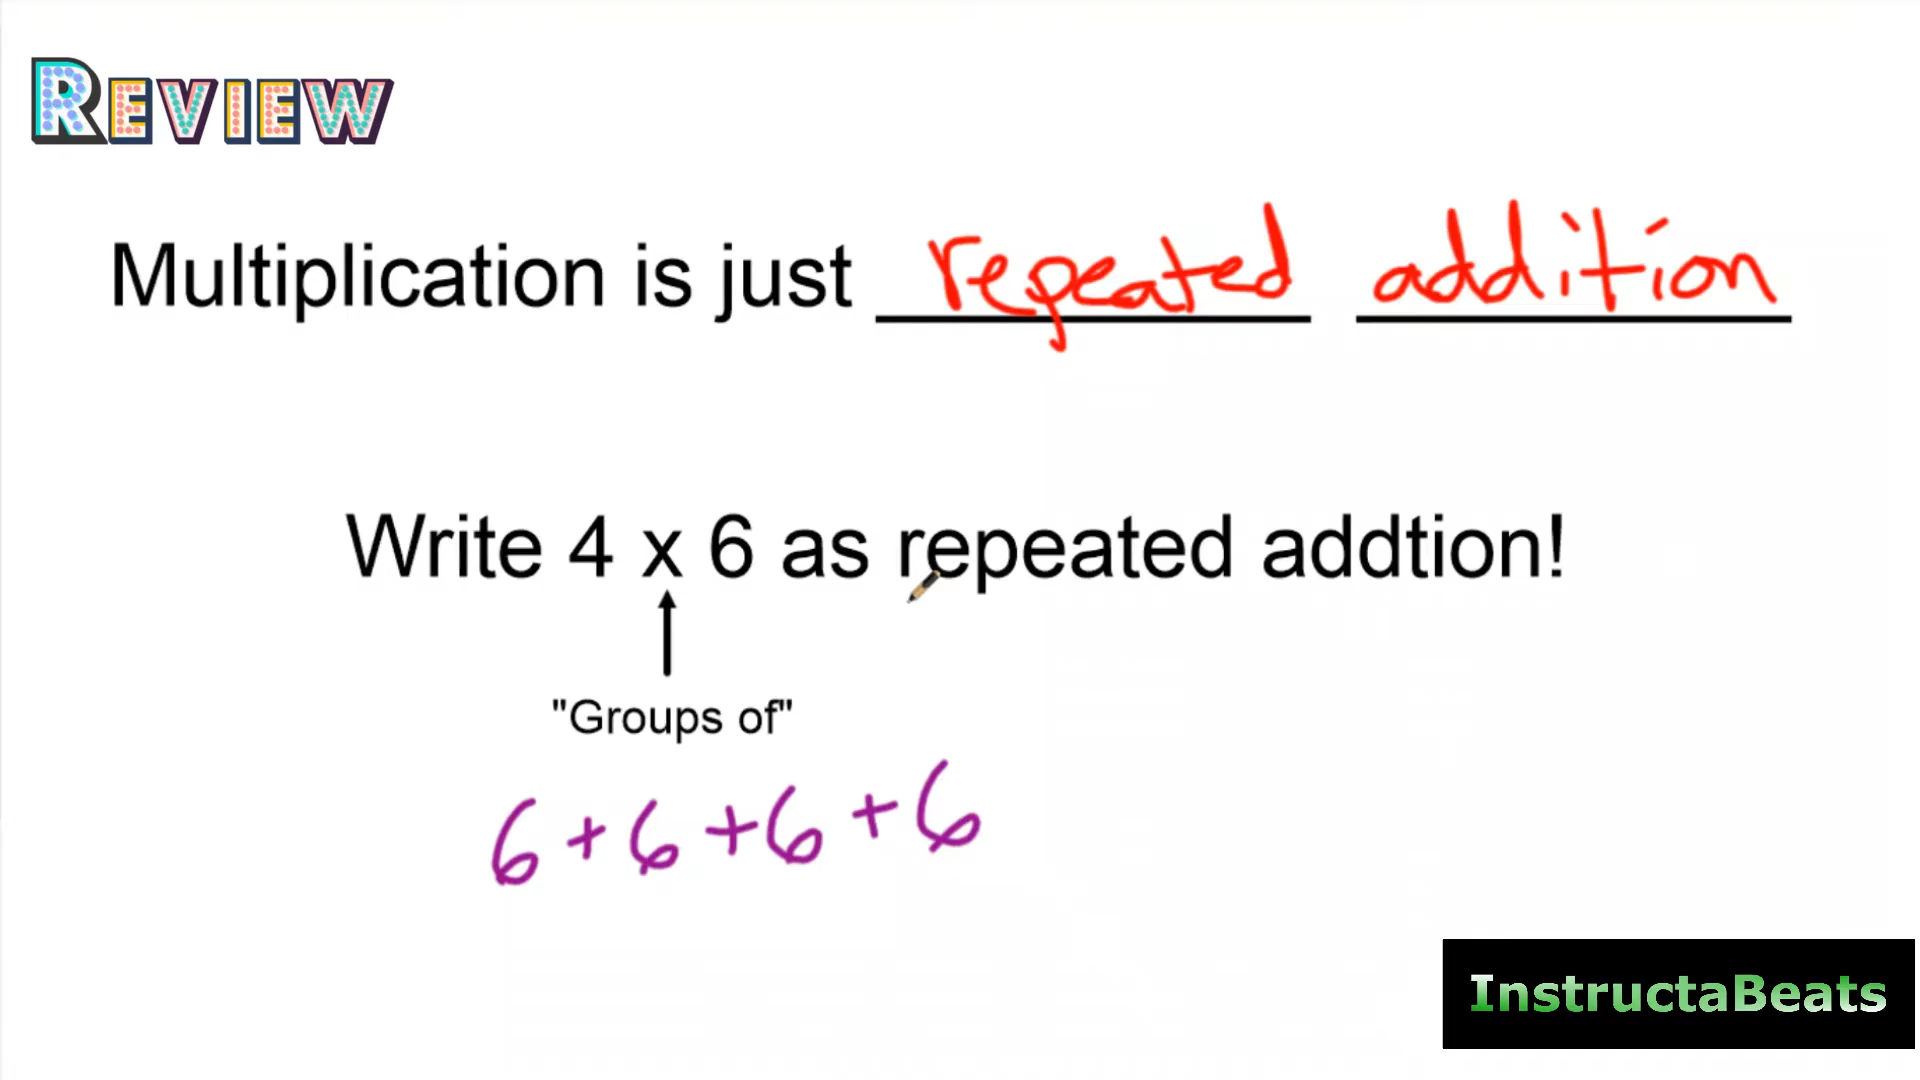 REVIEW
Multiplication is just repeated addition
Write 4 x 6 as repeated addtion!
"Groups of"
6 + 6 + 6 + 6
InstructaBeats